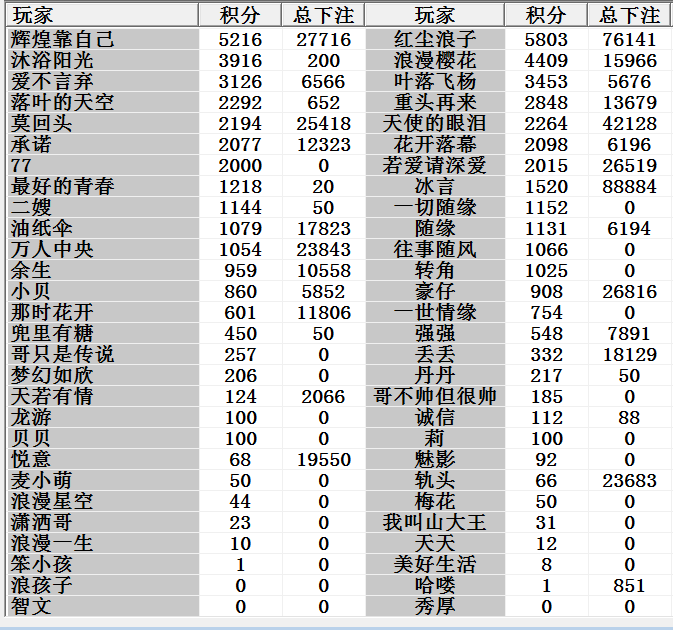 玩家 积分 总下注 玩家 积分 总下注
辉煌靠自己 5216 27716 红尘浪子 5803 76141
沐浴阳光 3916 200 浪漫樱花 4409 15966
爱不言弃 3126 6566 叶落飞杨 3453 5676
落叶的天空 2292 652 重头再来 2848 13679
莫回头 2194 25418 天使的眼泪 2264 42128
承诺 2077 12323 花开落幕 2098 6196
77 2000 0 若爱请深爱 2015 26519
最好的青春 1218 20 冰言 1520 88884
二嫂 1144 50 一切随缘 1152 0
油纸伞 1079 17823 随缘 1131 6194
万人中央 1054 23843 往事随风 1066 0
余生 959 10558 转角 1025 0
小贝 860 5852 豪仔 908 26816
那时花开 601 11806 一世情缘 754 0
兜里有糖 450 50 强强 548 7891
哥只是传说 257 0 丢丢 332 18129
梦幻如欣 206 0 丹丹 217 50
天若有情 124 2066 哥不帅但很帅 185 0
龙游 100 0 诚信 112 88
贝贝 100 0 莉 100 0
悦意 68 19550 魅影 92 0
麦小萌 50 0 轨头 66 23683
浪漫星空 44 0 梅花 50 0
潇洒哥 23 0 我叫山大王 31 0
浪漫一生 10 0 天天 12 0
笨小孩 1 0 美好生活 8 0
浪孩子 0 0 哈喽 1 851
智文 0 0 秀厚 0 0